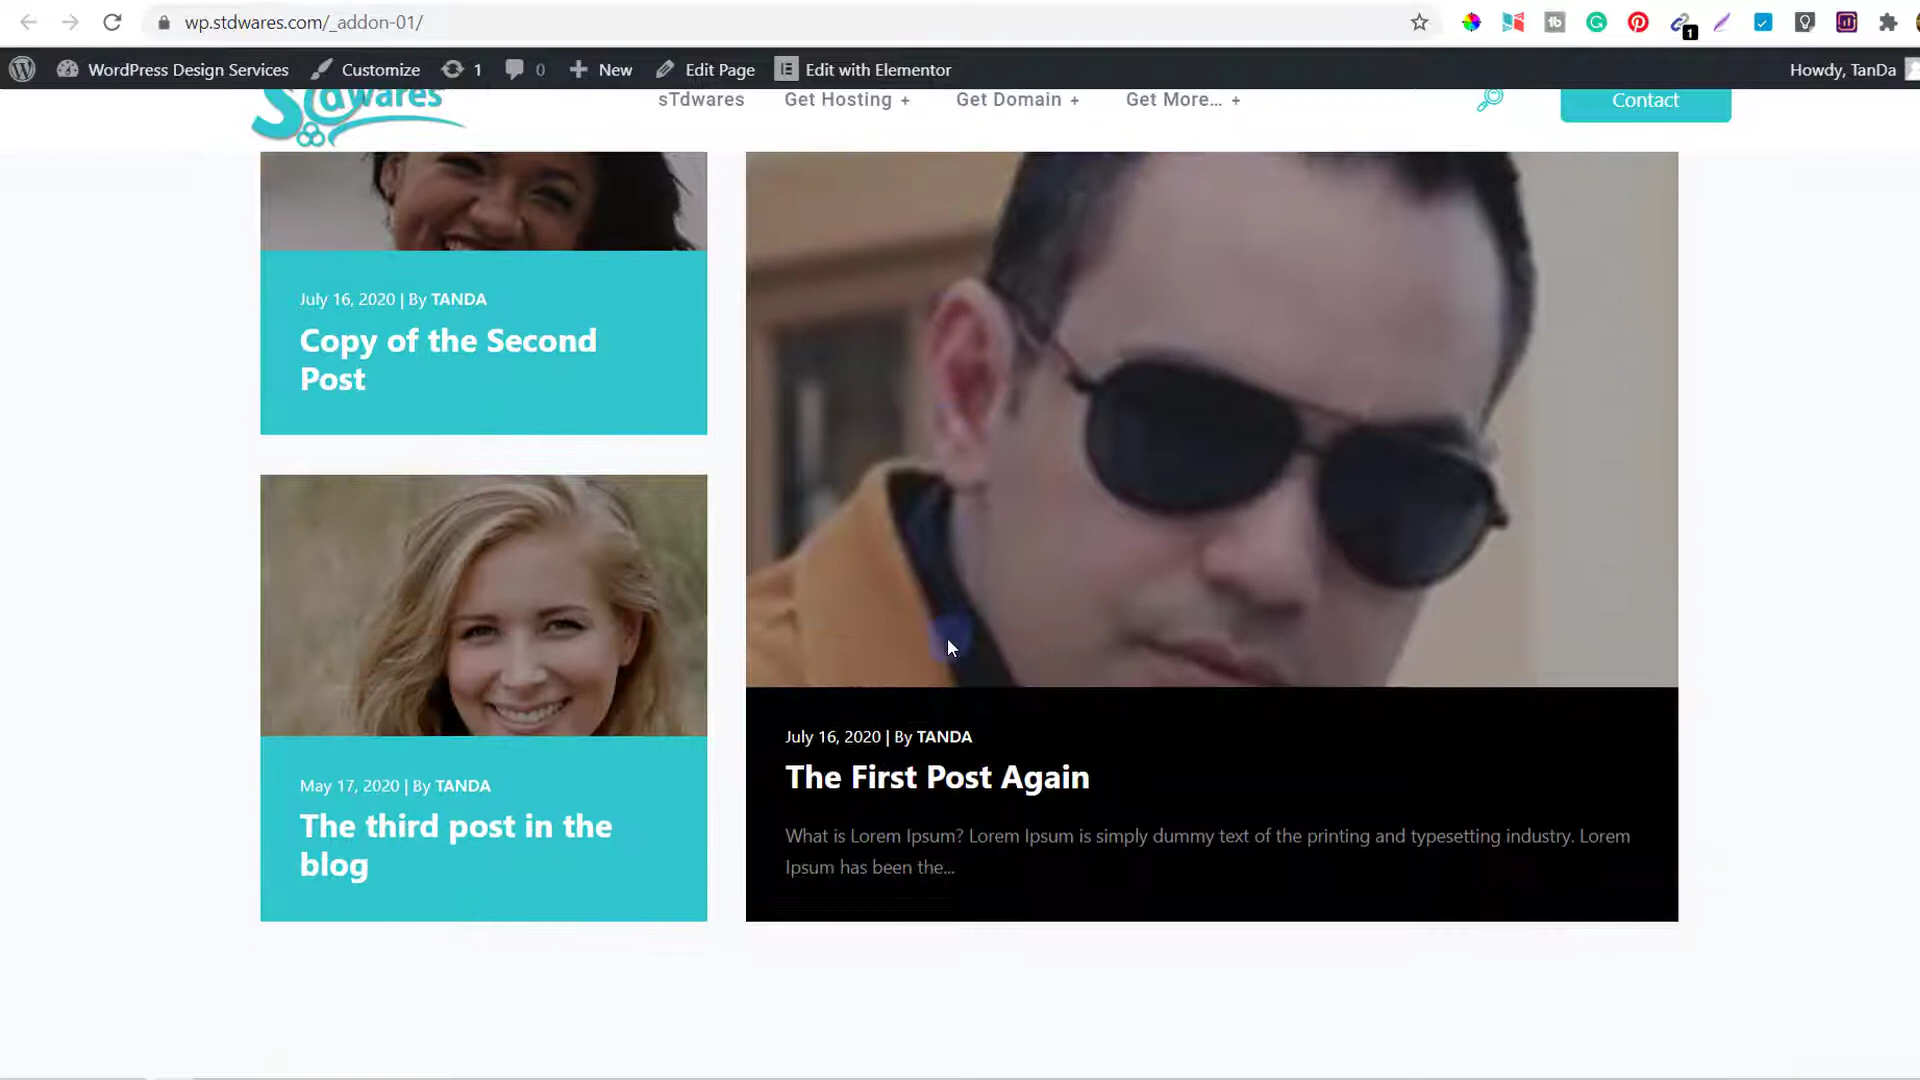 wp.stdwares.com/_addon-01/
1
WordPress Design Services Customize 1 0 New Edit Page Edit with Elementor Howdy, TanDa
sTdwares
sTdwares Get Hosting + Get Domain + Get More... + Contact
July 16, 2020 | By TANDA
Copy of the Second
Post
May 17, 2020 | By TANDA
The third post in the
blog
July 16, 2020 | By TANDA
The First Post Again
What is Lorem Ipsum? Lorem Ipsum is simply dummy text of the printing and typesetting industry. Lorem
Ipsum has been the...